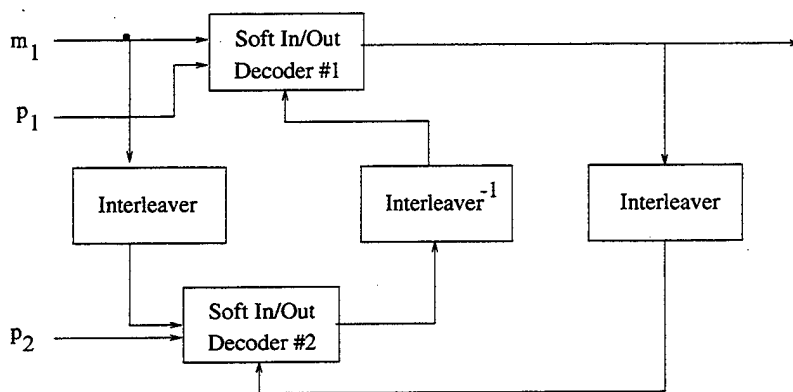 m1
Soft In/Out
Decoder #1
p1
Interleaver
Interleaver-1
Interleaver
Soft In/Out
Decoder #2
p2